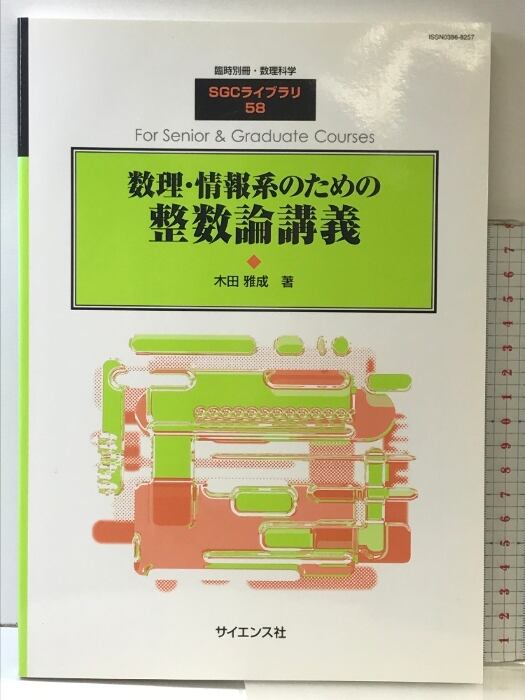 ISSN0386-8257
臨時別冊・数理科学
SGCライブラリ
58
For Senior & Graduate Courses
数理・情報系のための
整数論講義
木田 雅成 著
サイエンス社